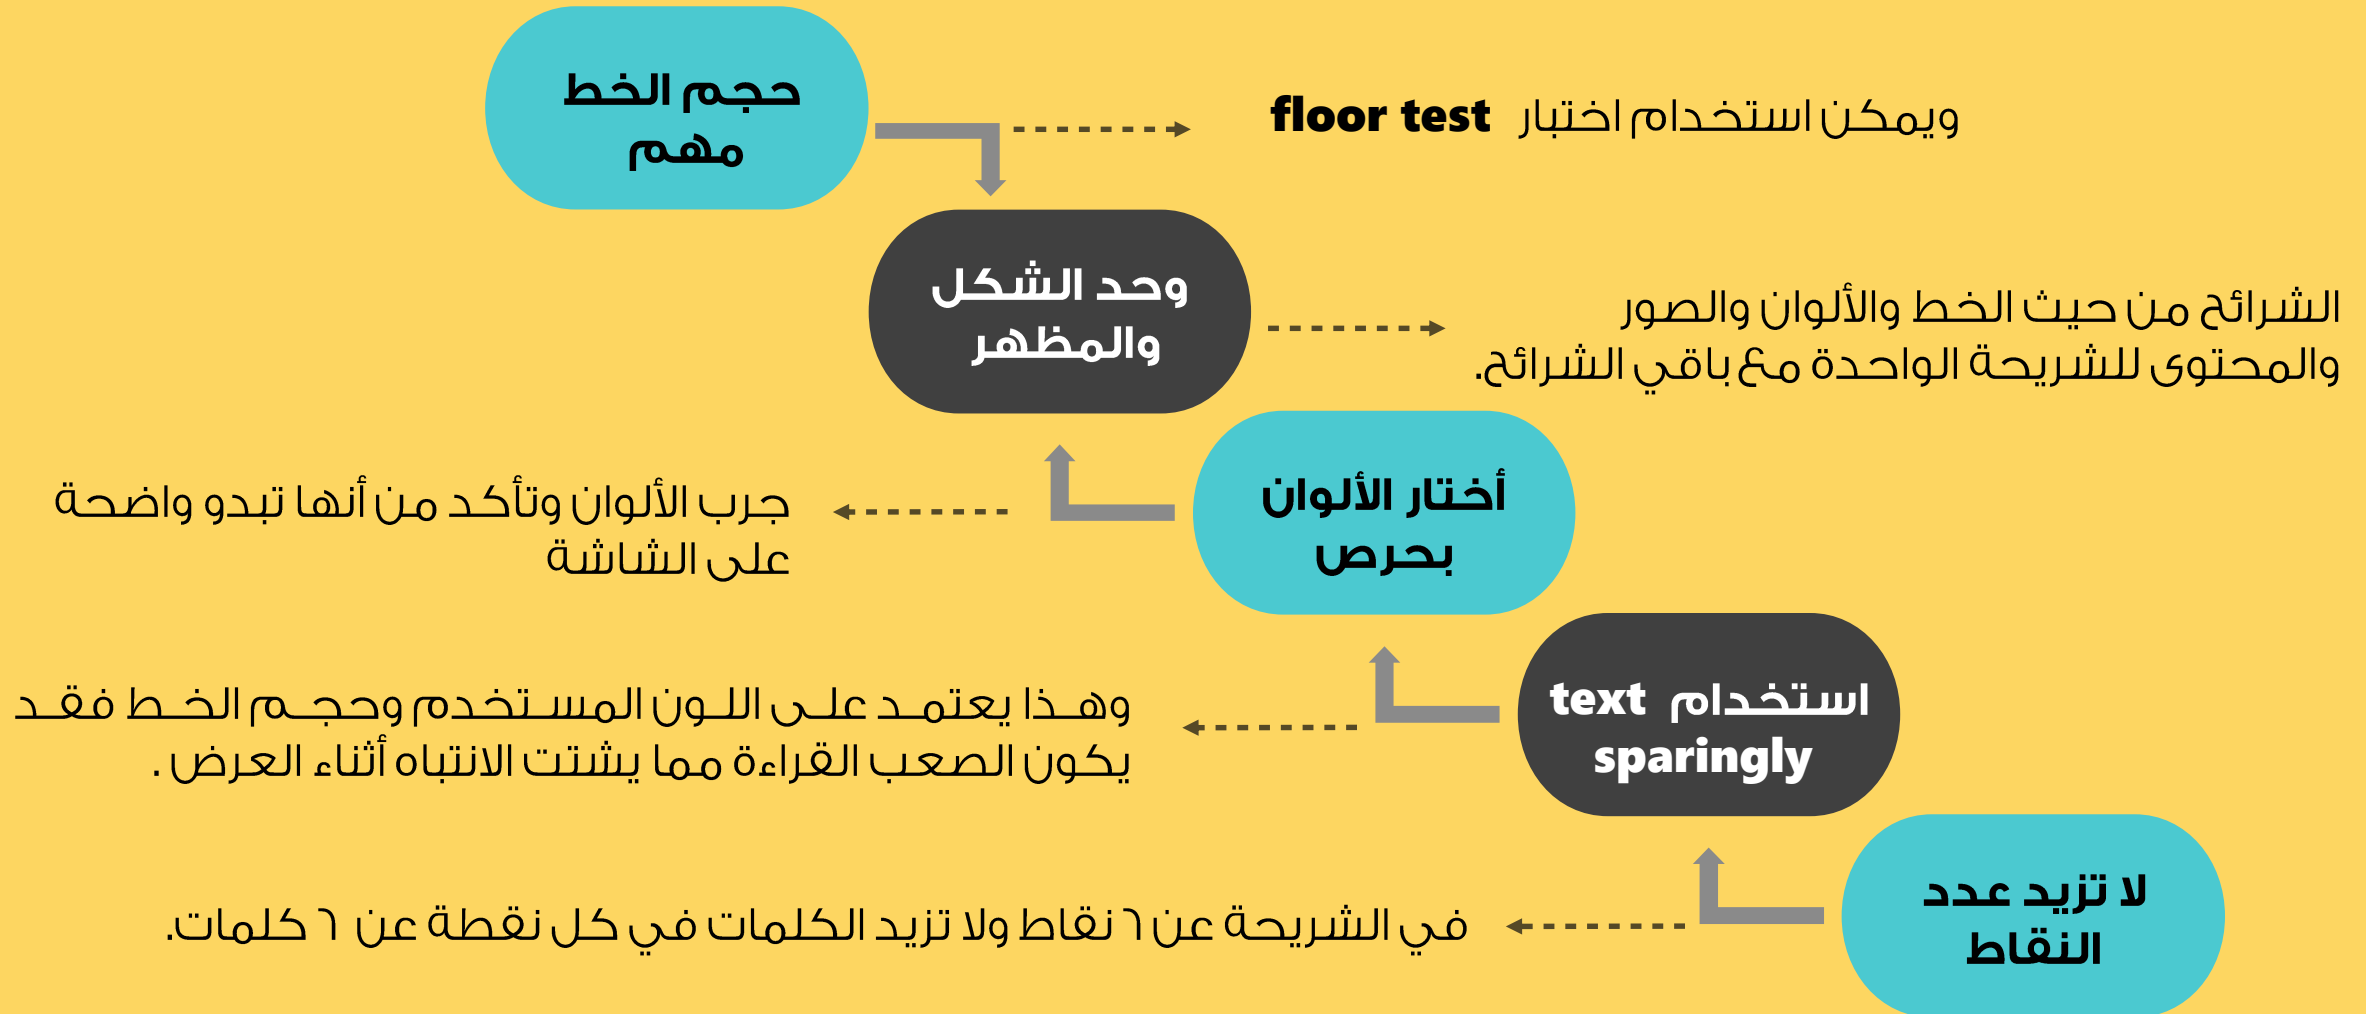 حجم الخط
مهم
ويمكن استخدام اختبار floor test
وحد الشكل
والمظهر
الشرائح من حيث الخط والألوان والصور
والمحتوى للشريحة الواحدة مع باقي الشرائح.
أختار الألوان
بحرص
جرب الألوان وتأكد من أنها تبدو واضحة
على الشاشة
استخدام text
sparingly
وهذا يعتمد على اللون المستخدم وحجم الخط فقد
يكون الصعب القراءة مما يشتت الانتباه أثناء العرض .
لا تزيد عدد
النقاط
في الشريحة عن ٦ نقاط ولا تزيد الكلمات في كل نقطة عن ٦ كلمات.